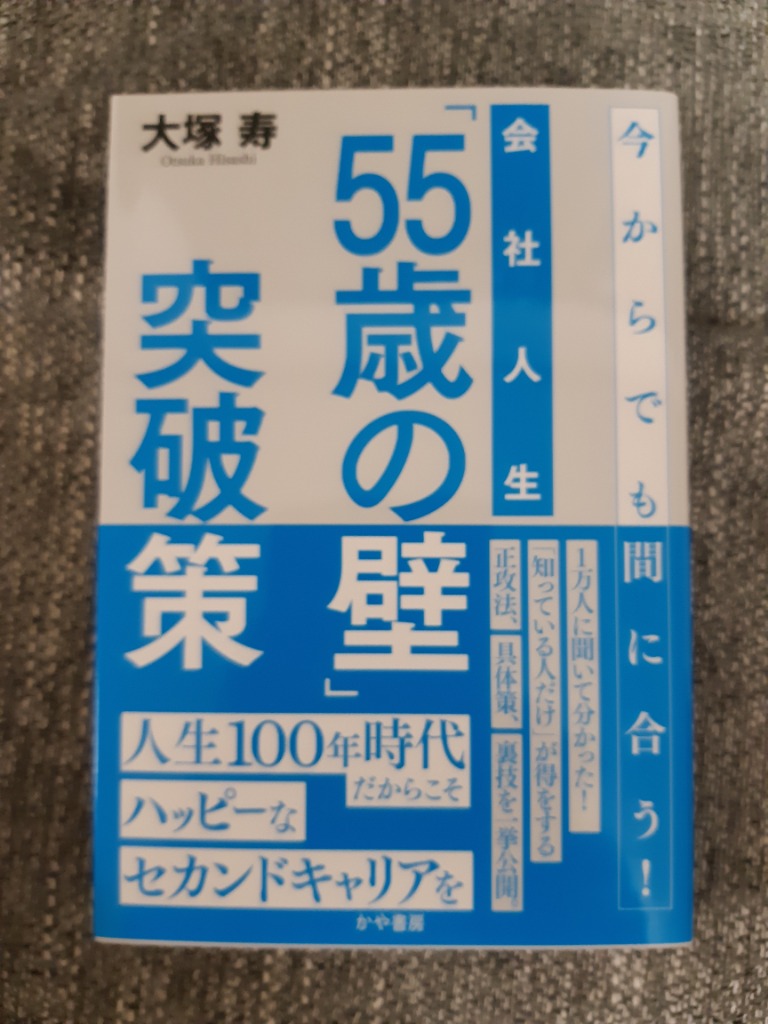 今からでも間に合う！
会社人生
「55歳の壁」
突破策
大塚 寿
Otsuka Hisashi
1万人に聞いて分かった！
「知っている人だけ」が得をする
正攻法、具体策、裏技を一挙公開。
人生100年時代
だからこそ
ハッピーな
セカンドキャリアを
かや書房